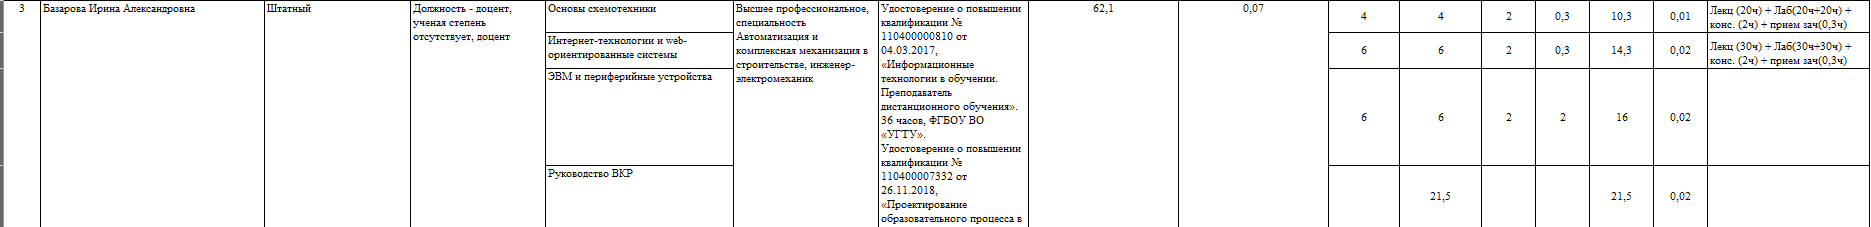 3
Базарова Ирина Александровна
Штатный
Должность - доцент,
ученая степень
отсутствует, доцент
Основы схемотехники
Интернет-технологии и web-
ориентированные системы
ЭВМ и периферийные устройства
Руководство ВКР
Высшее профессиональное,
специальность
Автоматизация и
комплексная механизация в
строительстве, инженер-
электромеханик
Удостоверение о повышении
квалификации №
110400000810 от
04.03.2017,
«Информационные
технологии в обучении.
Преподаватель
дистанционного обучения».
36 часов, ФГБОУ ВО
«УГТУ».
Удостоверение о повышении
квалификации №
110400007332 от
26.11.2018,
«Проектирование
образовательного процесса в
62,1
0,07
4 4 2 0,3 10,3 0,01
Лекц (20ч) + Лаб(20ч+20ч) +
конс. (2ч) + прием зач(0,3ч)
6 6 2 0,3 14,3 0,02
Лекц (30ч) + Лаб(30ч+30ч) +
конс. (2ч) + прием зач(0,3ч)
6 6 2 2 16 0,02
21,5 21,5 0,02